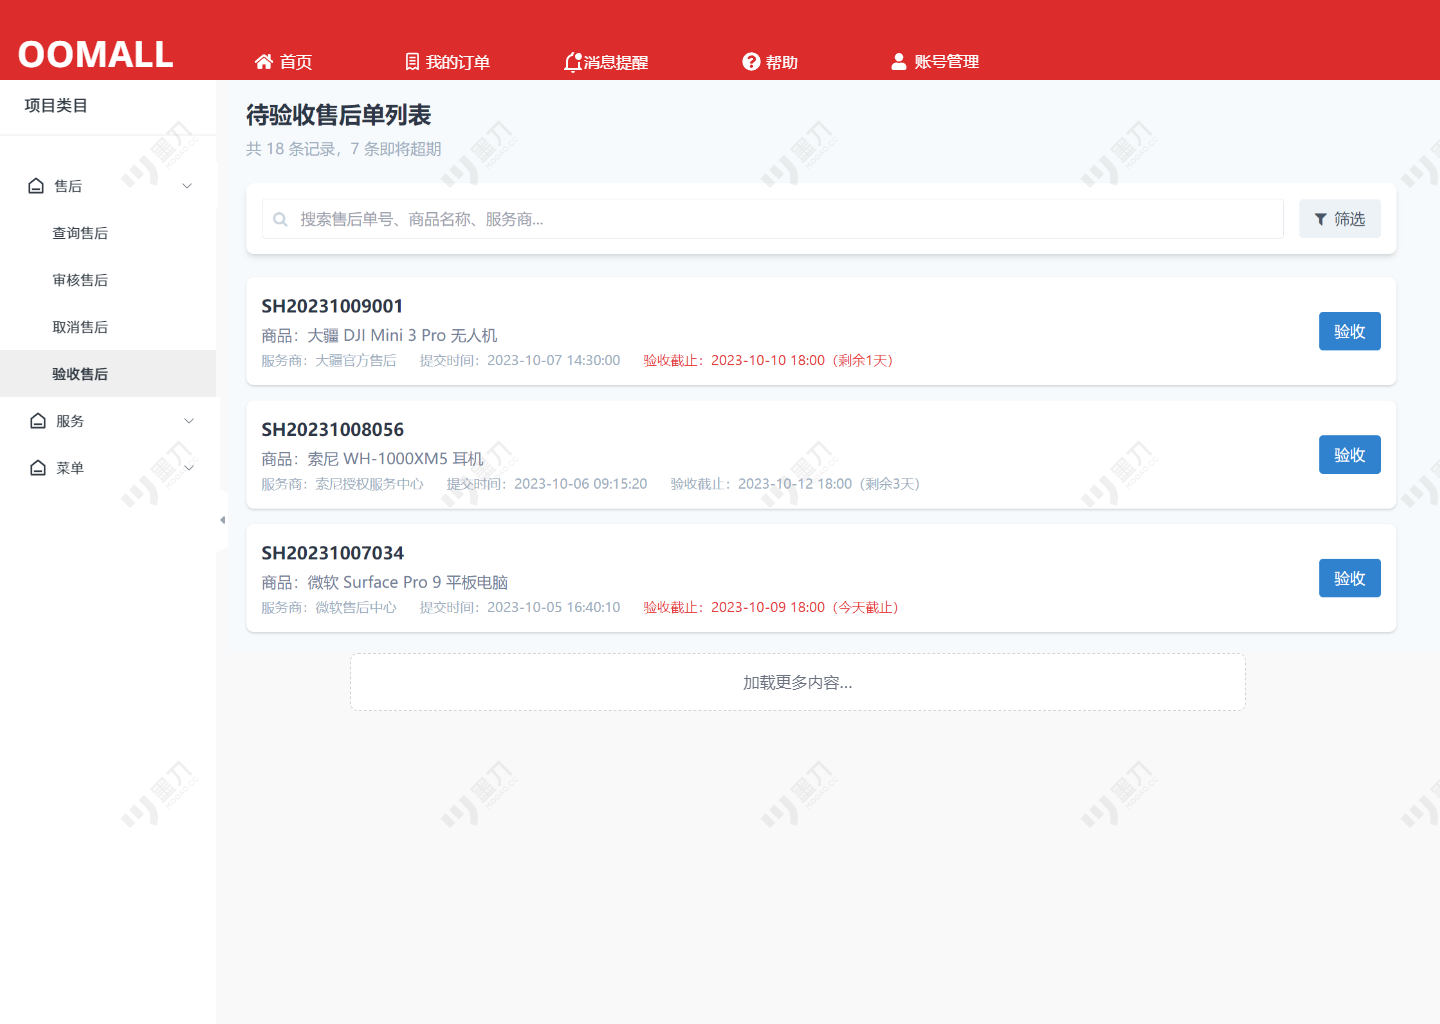 OOMALL
首页
我的订单
消息提醒
帮助
账号管理
项目类目
售后
查询售后
审核售后
取消售后
验收售后
服务
菜单
待验收售后单列表
共 18 条记录，7 条即将超期
搜索售后单号、商品名称、服务商...
筛选
SH20231009001
商品：大疆 DJI Mini 3 Pro 无人机
服务商：大疆官方售后 提交时间：2023-10-07 14:30:00 验收截止：2023-10-10 18:00（剩余1天）
验收
SH20231008056
商品：索尼 WH-1000XM5 耳机
服务商：索尼授权服务中心 提交时间：2023-10-06 09:15:20 验收截止：2023-10-12 18:00（剩余3天）
验收
SH20231007034
商品：微软 Surface Pro 9 平板电脑
服务商：微软售后中心 提交时间：2023-10-05 16:40:10 验收截止：2023-10-09 18:00（今天截止）
验收
加载更多内容...
墨刀